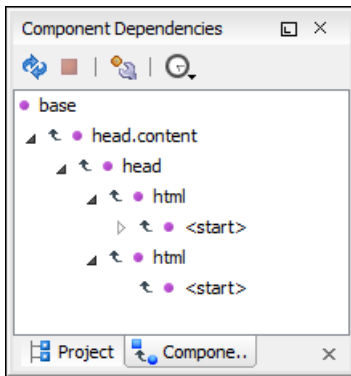 Component Dependencies
base
head.content
head
html
<start>
html
<start>
Project Compone..